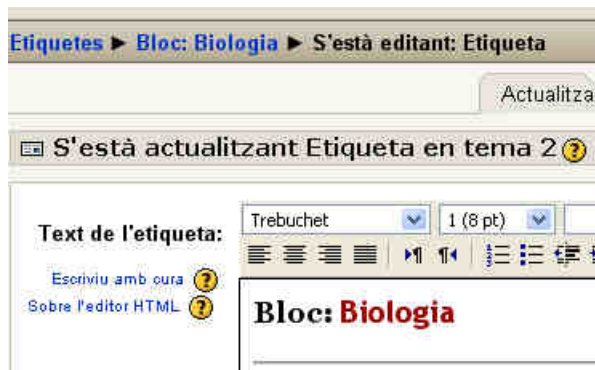 Etiquetes ► Bloc: Biologia ► S'està editant: Etiqueta
Actualitza
S'està actualitzant Etiqueta en tema 2
Text de l'etiqueta:
Trebuchet 1 (8 pt)
Escriviu amb cura
Sobre l'editor HTML
Bloc: Biologia